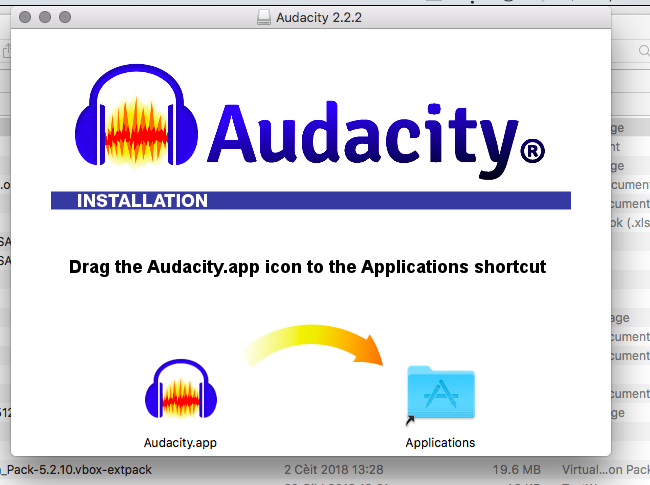 Audacity 2.2.2
Audacity®
INSTALLATION
Drag the Audacity.app icon to the Applications shortcut
Audacity.app
Applications
_Pack-5.2.10.vbox-extpack 2 Cèit 2018 13:28 19.6 MB Virtual...on Pack